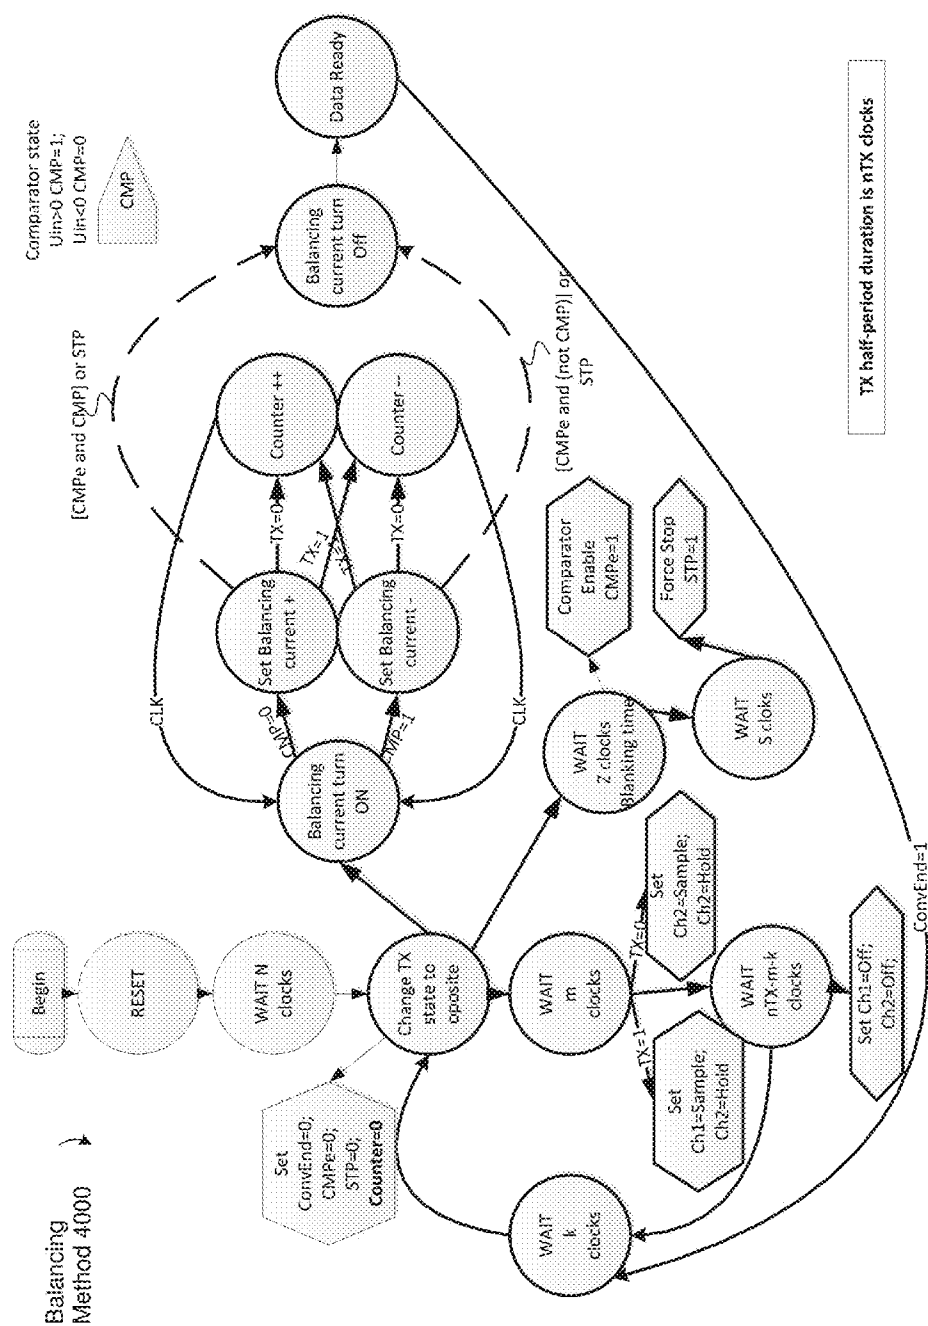 Balancing
Method 4000
Begin
RESET
WAIT N
clocks
Change TX
state to
opposite
Set
ConvEnd=0;
CMPe=0;
STP=0;
Counter=0
WAIT
k
clocks
WAIT
m
clocks
TX=1
Set
Ch1=Sample;
Ch2=Hold
TX=0
Set
Ch2=Sample;
Ch2=Hold
WAIT
nTX-m-k
clocks
Set Ch1=Off;
Ch2=Off;
ConvEnd=1
Balancing
current turn
ON
CMP=0
CMP=1
CLK
CLK
Set Balancing
current +
Set Balancing
current -
TX=0
TX=1
TX=1
TX=0
Counter ++
Counter --
[CMPe and CMP] or STP
[CMPe and (not CMP)] or
STP
Balancing
current turn
Off
Data Ready
WAIT
Z clocks
Blanking time
Comparator
Enable
CMPe=1
WAIT
S cloks
Force Stop
STP=1
Comparator state
Uin>0 CMP=1;
Uin<0 CMP=0
CMP
TX half-period duration is nTX clocks